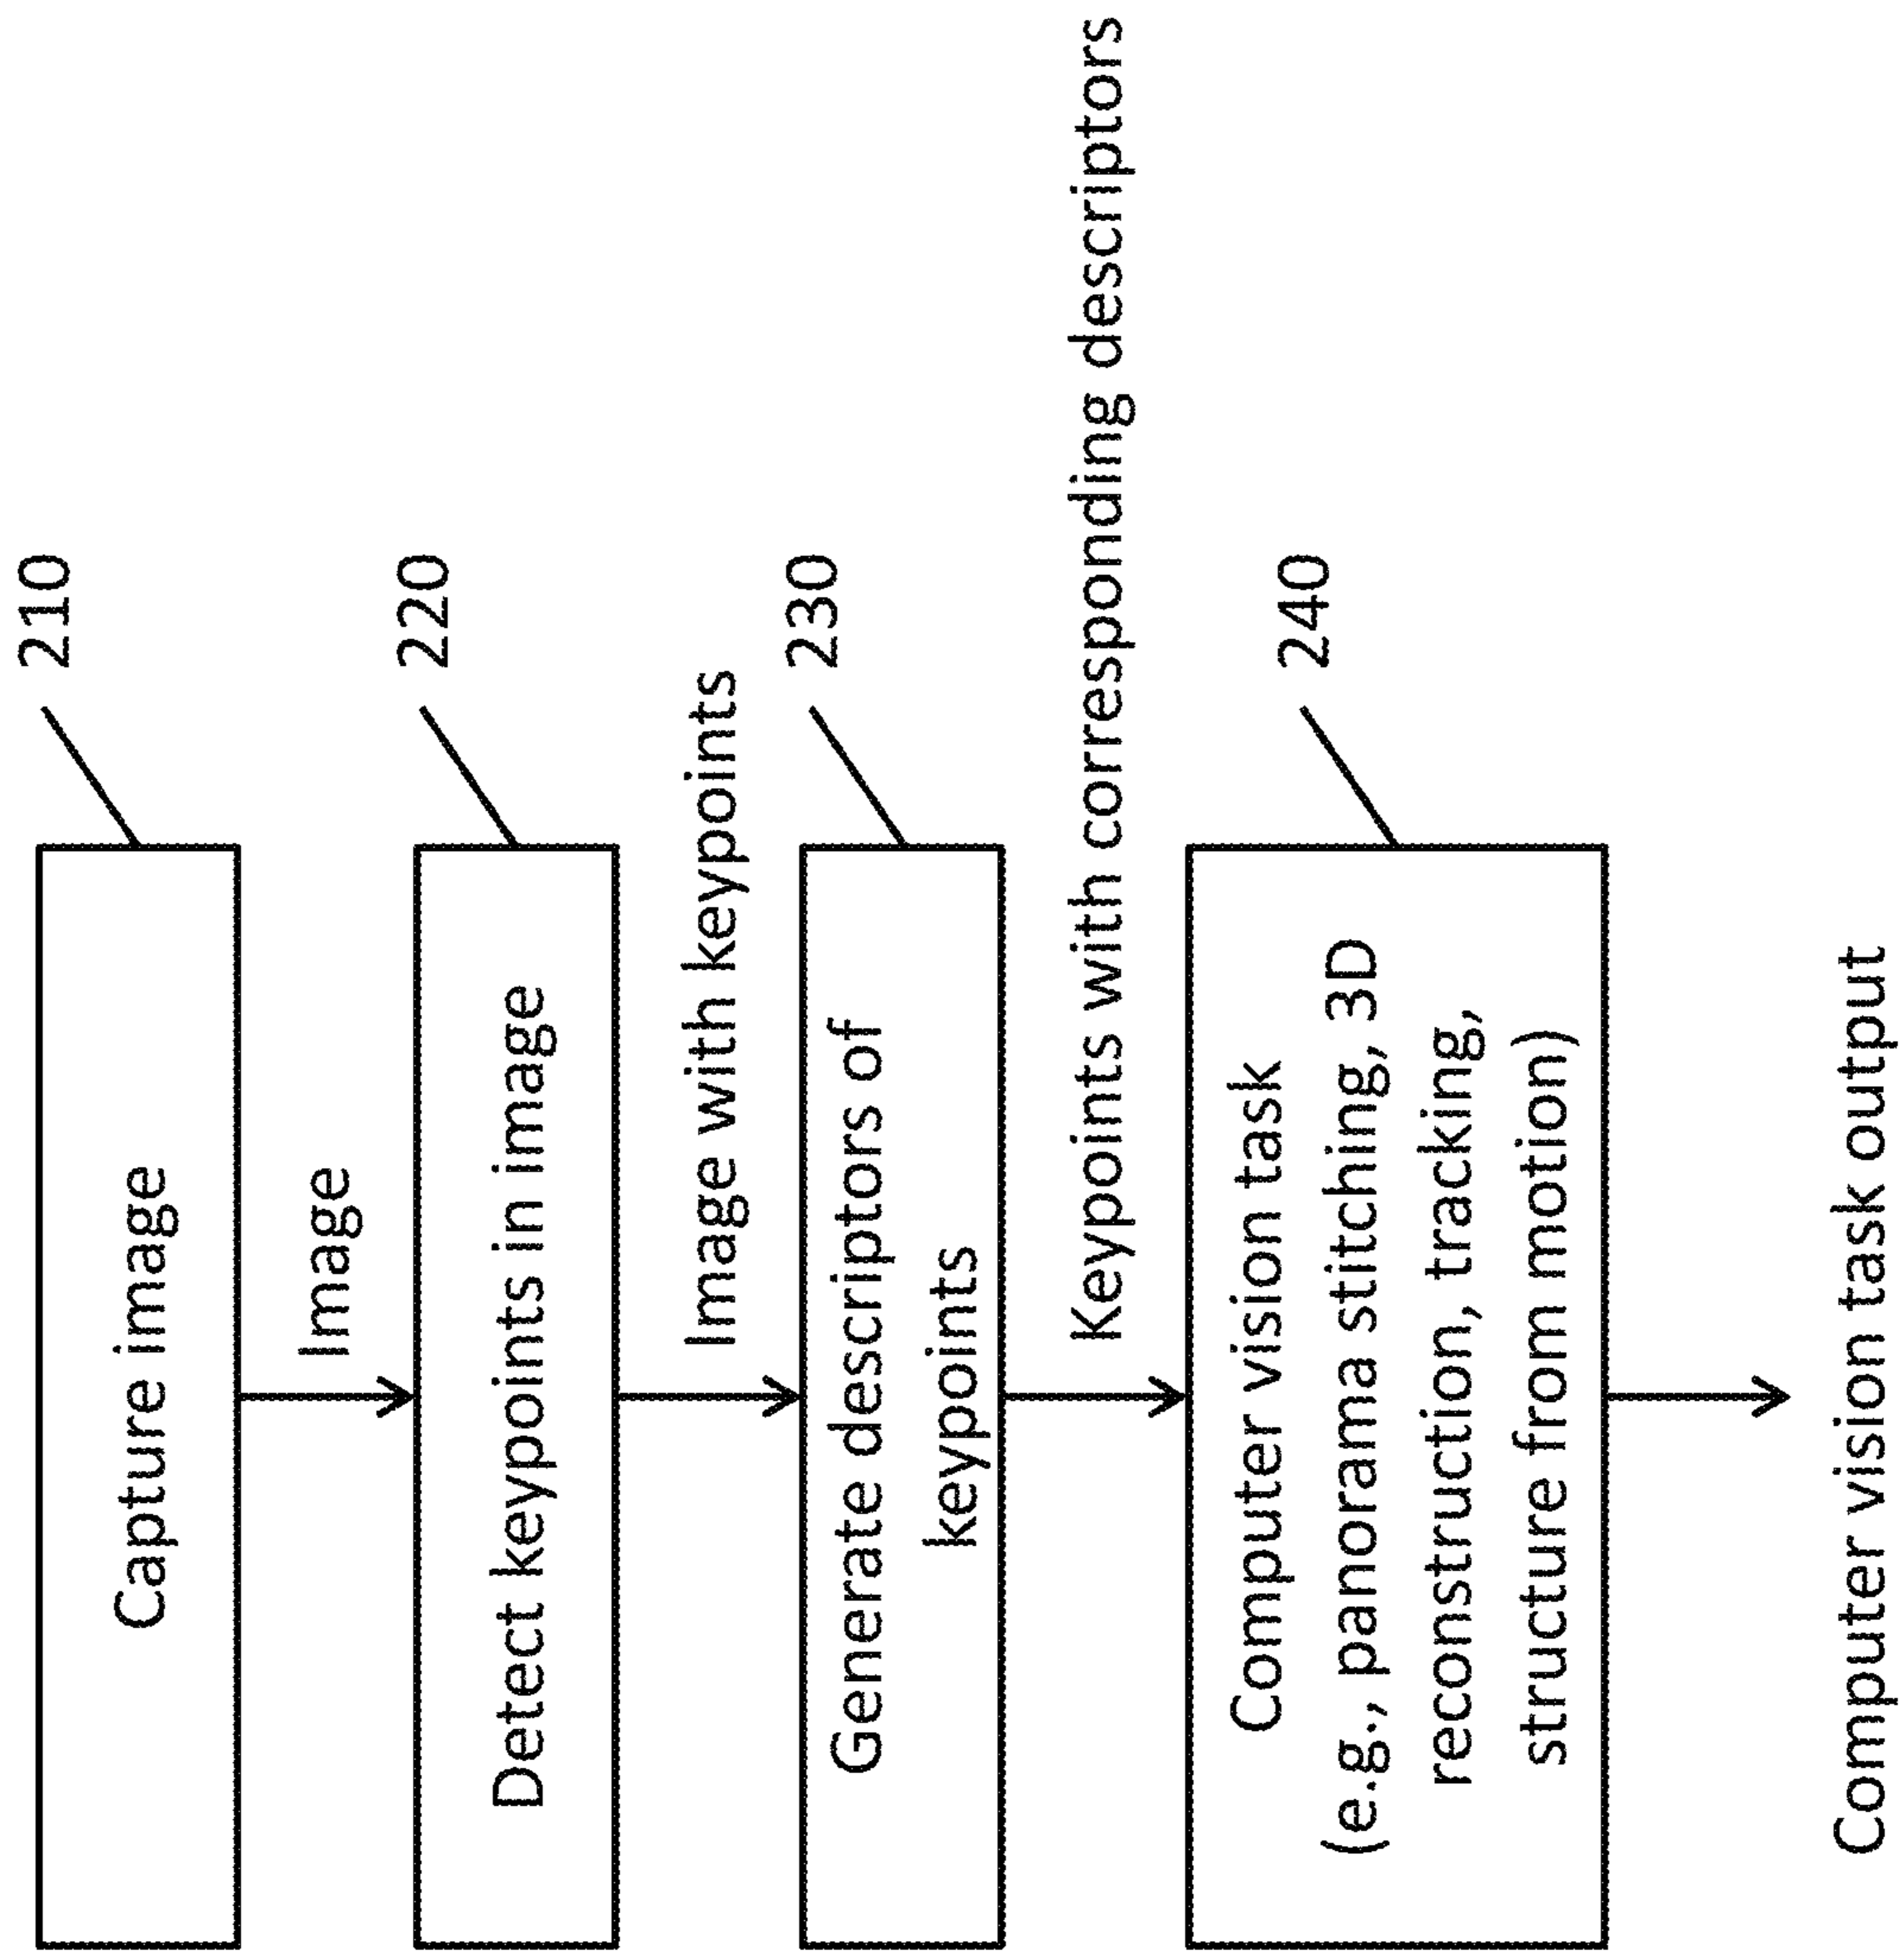 210
Capture image
Image
220
Detect keypoints in image
Image with keypoints
230
Generate descriptors of
keypoints
Keypoints with corresponding descriptors
240
Computer vision task
(e.g., panorama stitching, 3D
reconstruction, tracking,
structure from motion)
Computer vision task output